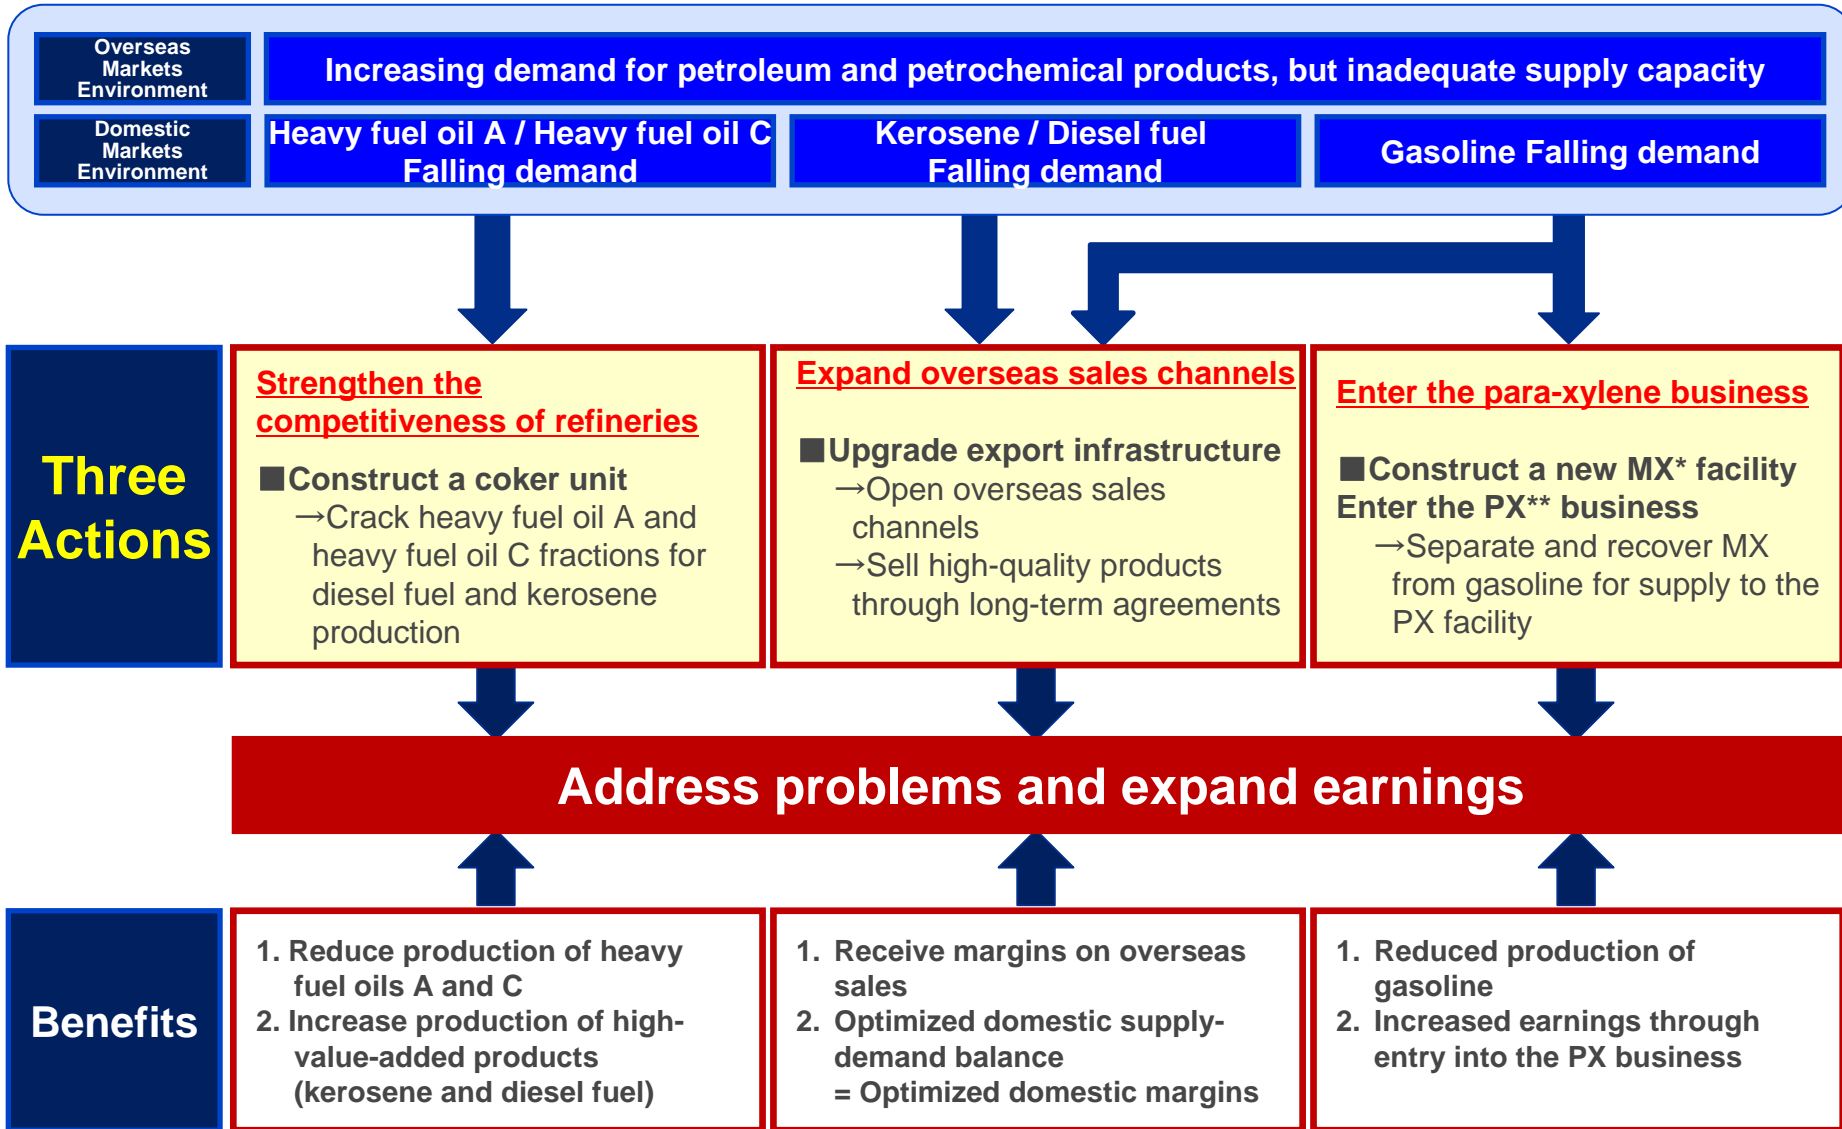 Overseas
Markets
Environment
Increasing demand for petroleum and petrochemical products, but inadequate supply capacity
Domestic
Markets
Environment
Heavy fuel oil A / Heavy fuel oil C
Falling demand
Kerosene / Diesel fuel
Falling demand
Gasoline Falling demand
Three
Actions
Strengthen the
competitiveness of refineries
■Construct a coker unit
→Crack heavy fuel oil A and
heavy fuel oil C fractions for
diesel fuel and kerosene
production
Expand overseas sales channels
■Upgrade export infrastructure
→Open overseas sales
channels
→Sell high-quality products
through long-term agreements
Enter the para-xylene business
■Construct a new MX* facility
Enter the PX** business
→Separate and recover MX
from gasoline for supply to the
PX facility
Address problems and expand earnings
Benefits
1. Reduce production of heavy
fuel oils A and C
2. Increase production of high-
value-added products
(kerosene and diesel fuel)
1. Receive margins on overseas
sales
2. Optimized domestic supply-
demand balance
= Optimized domestic margins
1. Reduced production of
gasoline
2. Increased earnings through
entry into the PX business